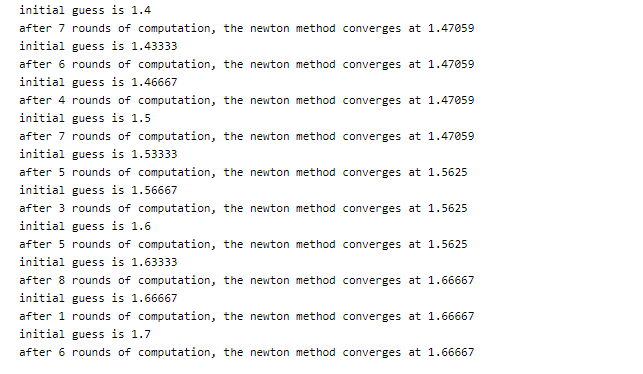 initial guess is 1.4
after 7 rounds of computation, the newton method converges at 1.47059
initial guess is 1.43333
after 6 rounds of computation, the newton method converges at 1.47059
initial guess is 1.46667
after 4 rounds of computation, the newton method converges at 1.47059
initial guess is 1.5
after 7 rounds of computation, the newton method converges at 1.47059
initial guess is 1.53333
after 5 rounds of computation, the newton method converges at 1.5625
initial guess is 1.56667
after 3 rounds of computation, the newton method converges at 1.5625
initial guess is 1.6
after 5 rounds of computation, the newton method converges at 1.5625
initial guess is 1.63333
after 8 rounds of computation, the newton method converges at 1.66667
initial guess is 1.66667
after 1 rounds of computation, the newton method converges at 1.66667
initial guess is 1.7
after 6 rounds of computation, the newton method converges at 1.66667